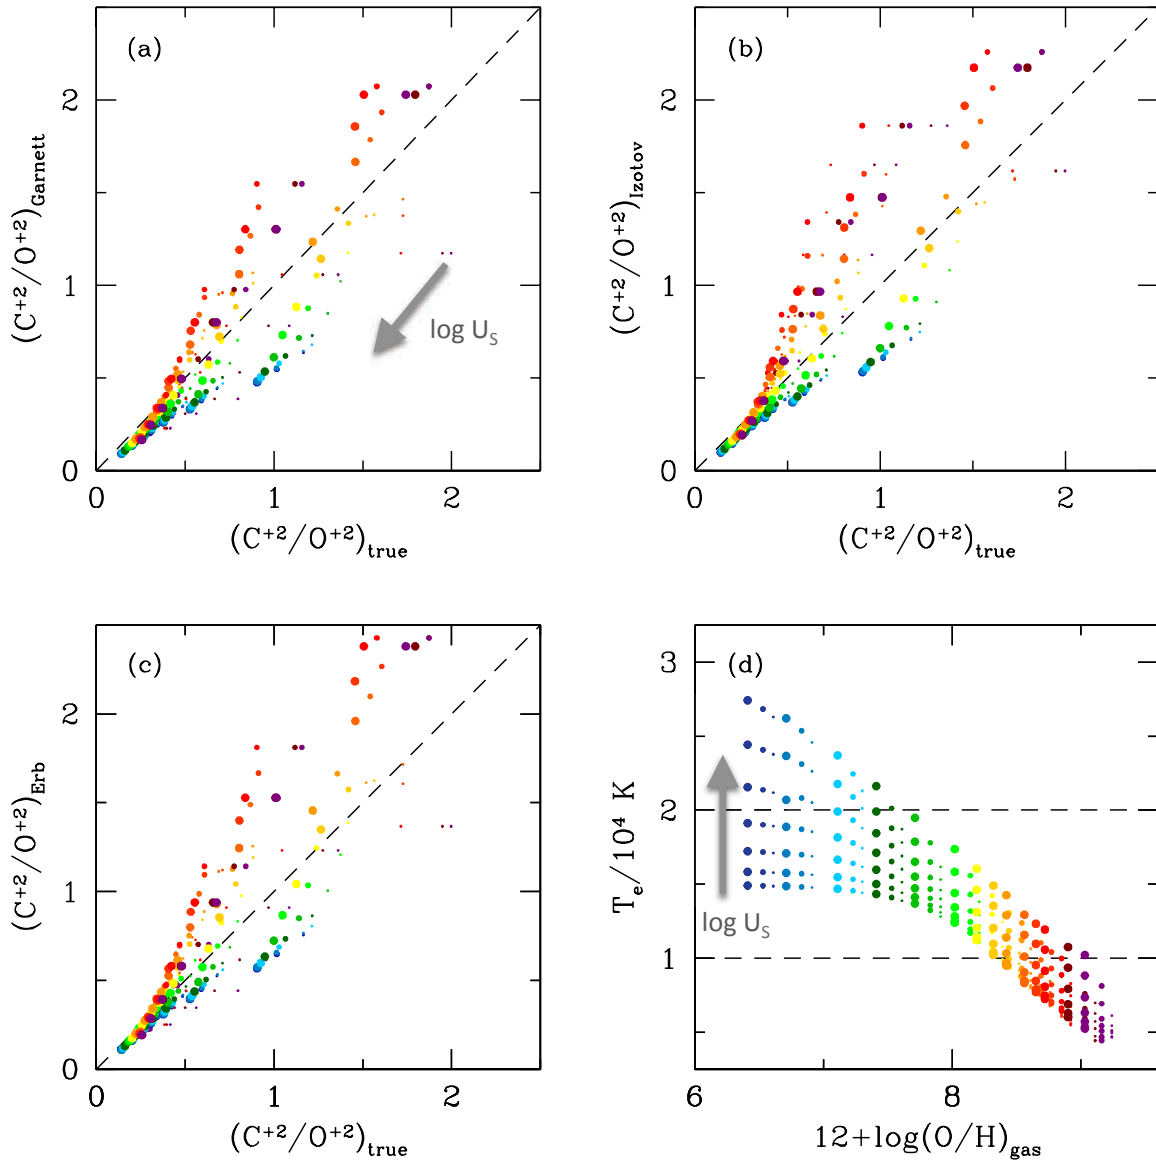 (a)
2
1
0
0
1
2
(C⁺²/O⁺²)Garnett
(C⁺²/O⁺²)true
log Us
(b)
2
1
0
0
1
2
(C⁺²/O⁺²)Izotov
(C⁺²/O⁺²)true
(c)
2
1
0
0
1
2
(C⁺²/O⁺²)Erb
(C⁺²/O⁺²)true
(d)
3
2
1
6
8
Te/10⁴ K
12+log(O/H)gas
log Us